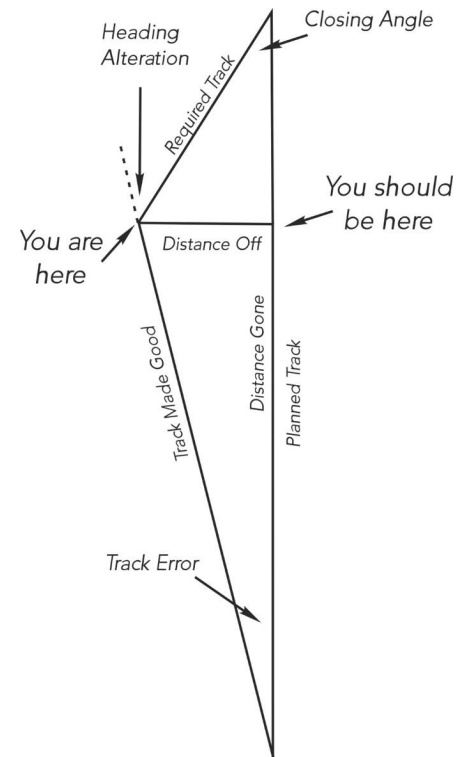 Closing Angle
Heading
Alteration
Required Track
You should
be here
You are
here
Distance Off
Distance Gone
Planned Track
Track Made Good
Track Error